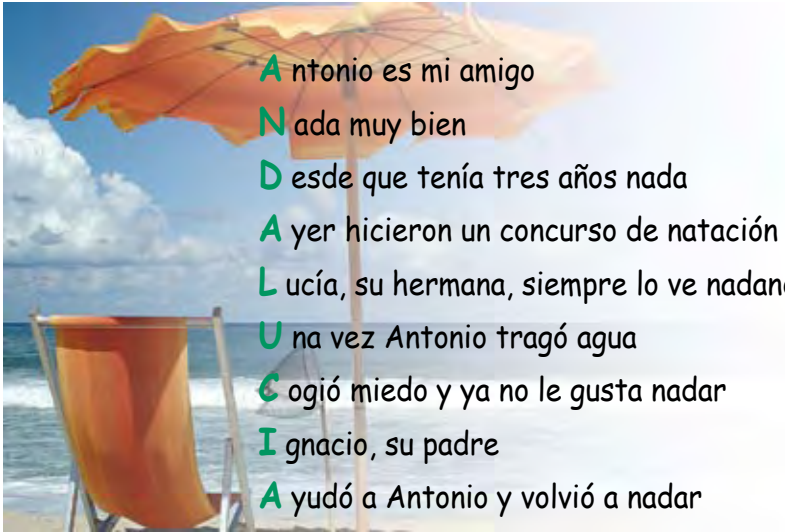 Antonio es mi amigo
Nada muy bien
Desde que tenía tres años nada
Ayer hicieron un concurso de natación
Lucía, su hermana, siempre lo ve
Una vez Antonio tragó agua
Cogió miedo y ya no le gusta nadar
Ignacio, su padre
Ayudó a Antonio y volvió a nadar